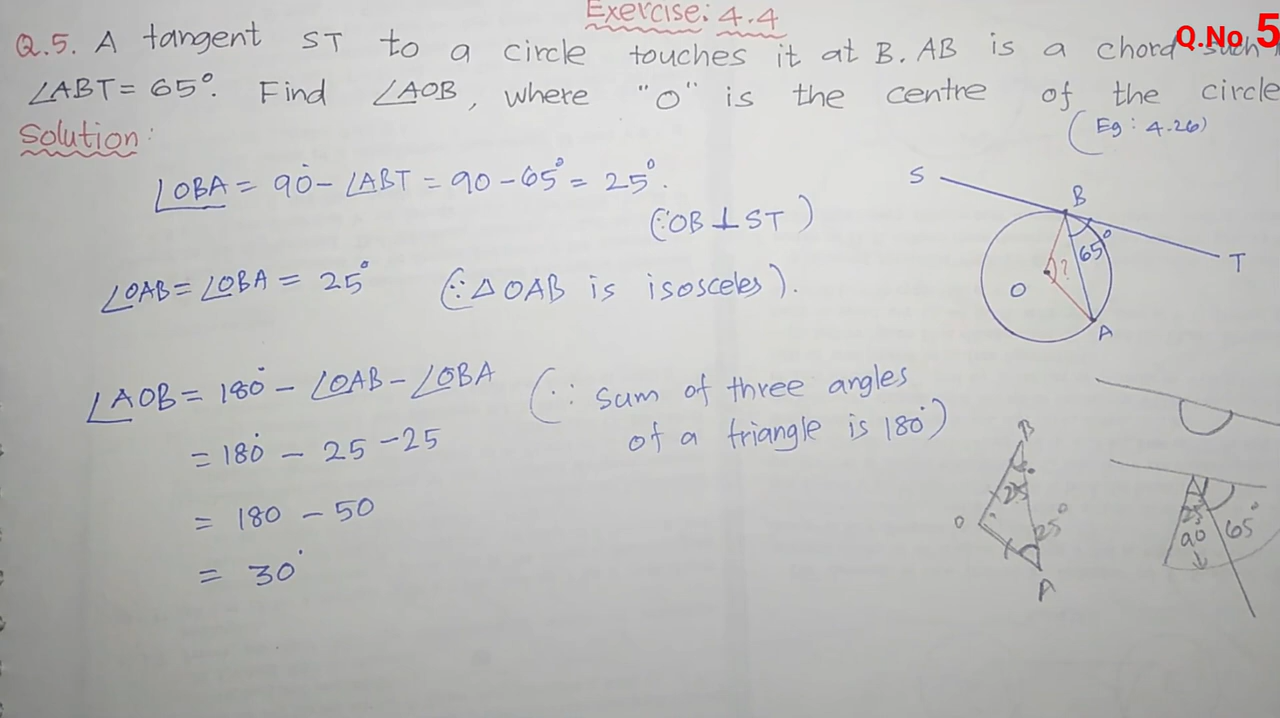 Exercise: 4.4
Q.No 5
Q.5. A tangent ST to a circle touches it at B. AB is a chord such
∠ABT = 65°. Find ∠AOB, where "O" is the centre of the circle
(Eg: 4.26)
Solution:
∠OBA = 90° - ∠ABT = 90 - 65° = 25°.
(∵ OB ⊥ ST)
∠OAB = ∠OBA = 25° (∵ △OAB is isosceles).
∠AOB = 180° - ∠OAB - ∠OBA (∵ sum of three angles
of a triangle is 180°)
= 180° - 25 - 25
= 180 - 50
= 30°
S
B
T
65°
?
O
A
B
25
O
25°
A
25
90
65°